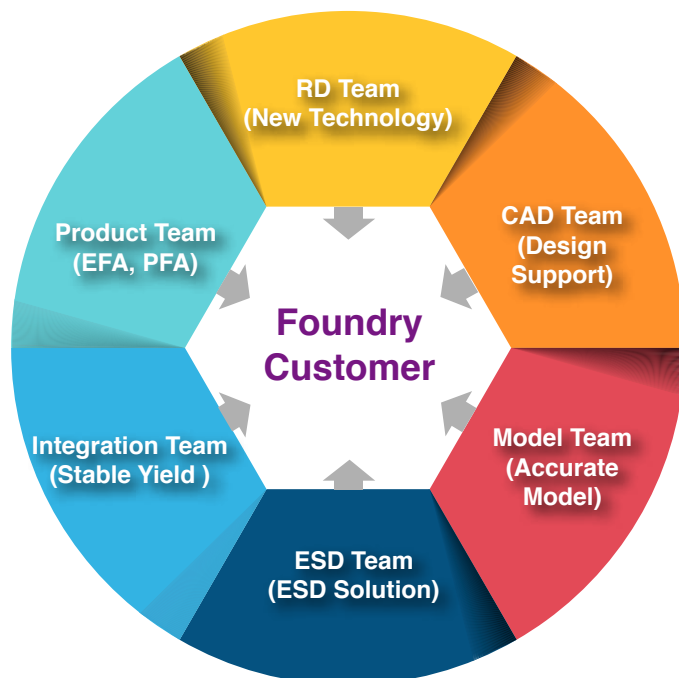 RD Team
(New Technology)
CAD Team
(Design
Support)
Product Team
(EFA, PFA)
Foundry
Customer
Model Team
(Accurate
Model)
Integration Team
(Stable Yield )
ESD Team
(ESD Solution)